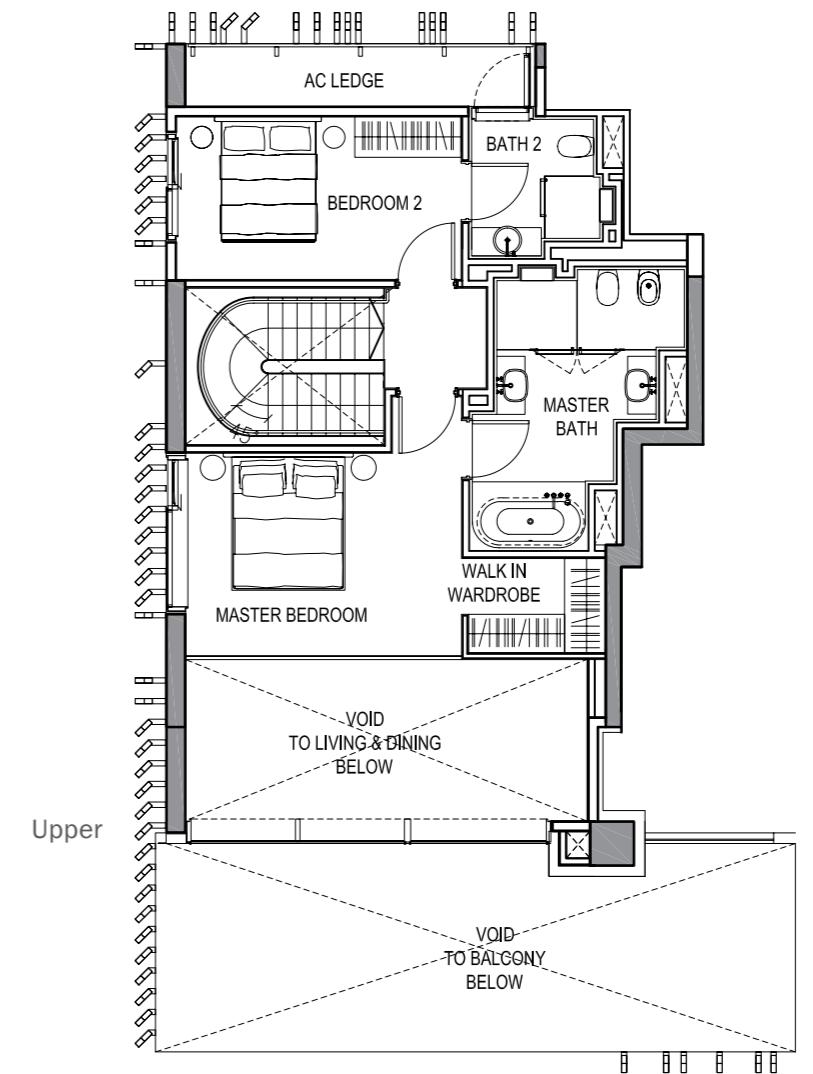 AC LEDGE
BATH 2
BEDROOM 2
MASTER
BATH
15
WALK IN
WARDROBE
MASTER BEDROOM
VOID
TO LIVING & DINING
BELOW
Upper
VOID
TO BALCONY
BELOW